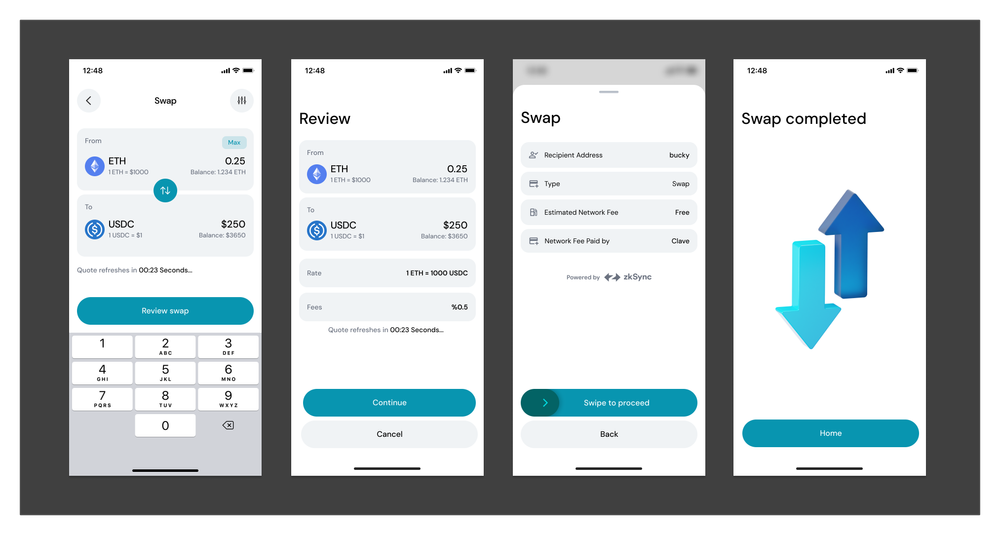 12:48
Swap
From
Max
ETH
0.25
1 ETH = $1000
Balance: 1.234 ETH
To
USDC
$250
1 USDC = $1
Balance: $3650
Quote refreshes in 00:23 Seconds...
Review swap
1
2
ABC
3
DEF
4
GHI
5
JKL
6
MNO
7
PQRS
8
TUV
9
WXYZ
0
12:48
Review
From
ETH
0.25
1 ETH = $1000
Balance: 1.234 ETH
To
USDC
$250
1 USDC = $1
Balance: $3650
Rate
1 ETH = 1000 USDC
Fees
%0.5
Quote refreshes in 00:23 Seconds...
Continue
Cancel
Swap
Recipient Address
bucky
Type
Swap
Estimated Network Fee
Free
Network Fee Paid by
Clave
Powered by zkSync
Swipe to proceed
Back
12:48
Swap completed
Home